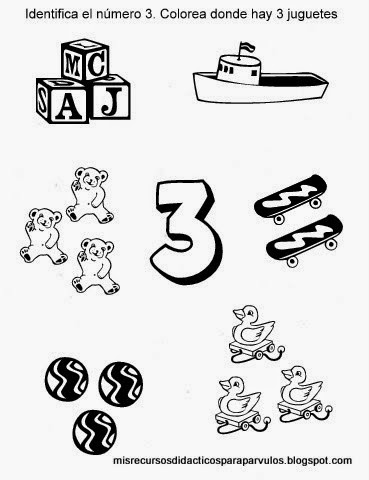 Identifica el número 3. Colorea donde hay 3 juguetes
M C
S A J
3
misrecursosdidacticosparaparvulos.blogspot.com